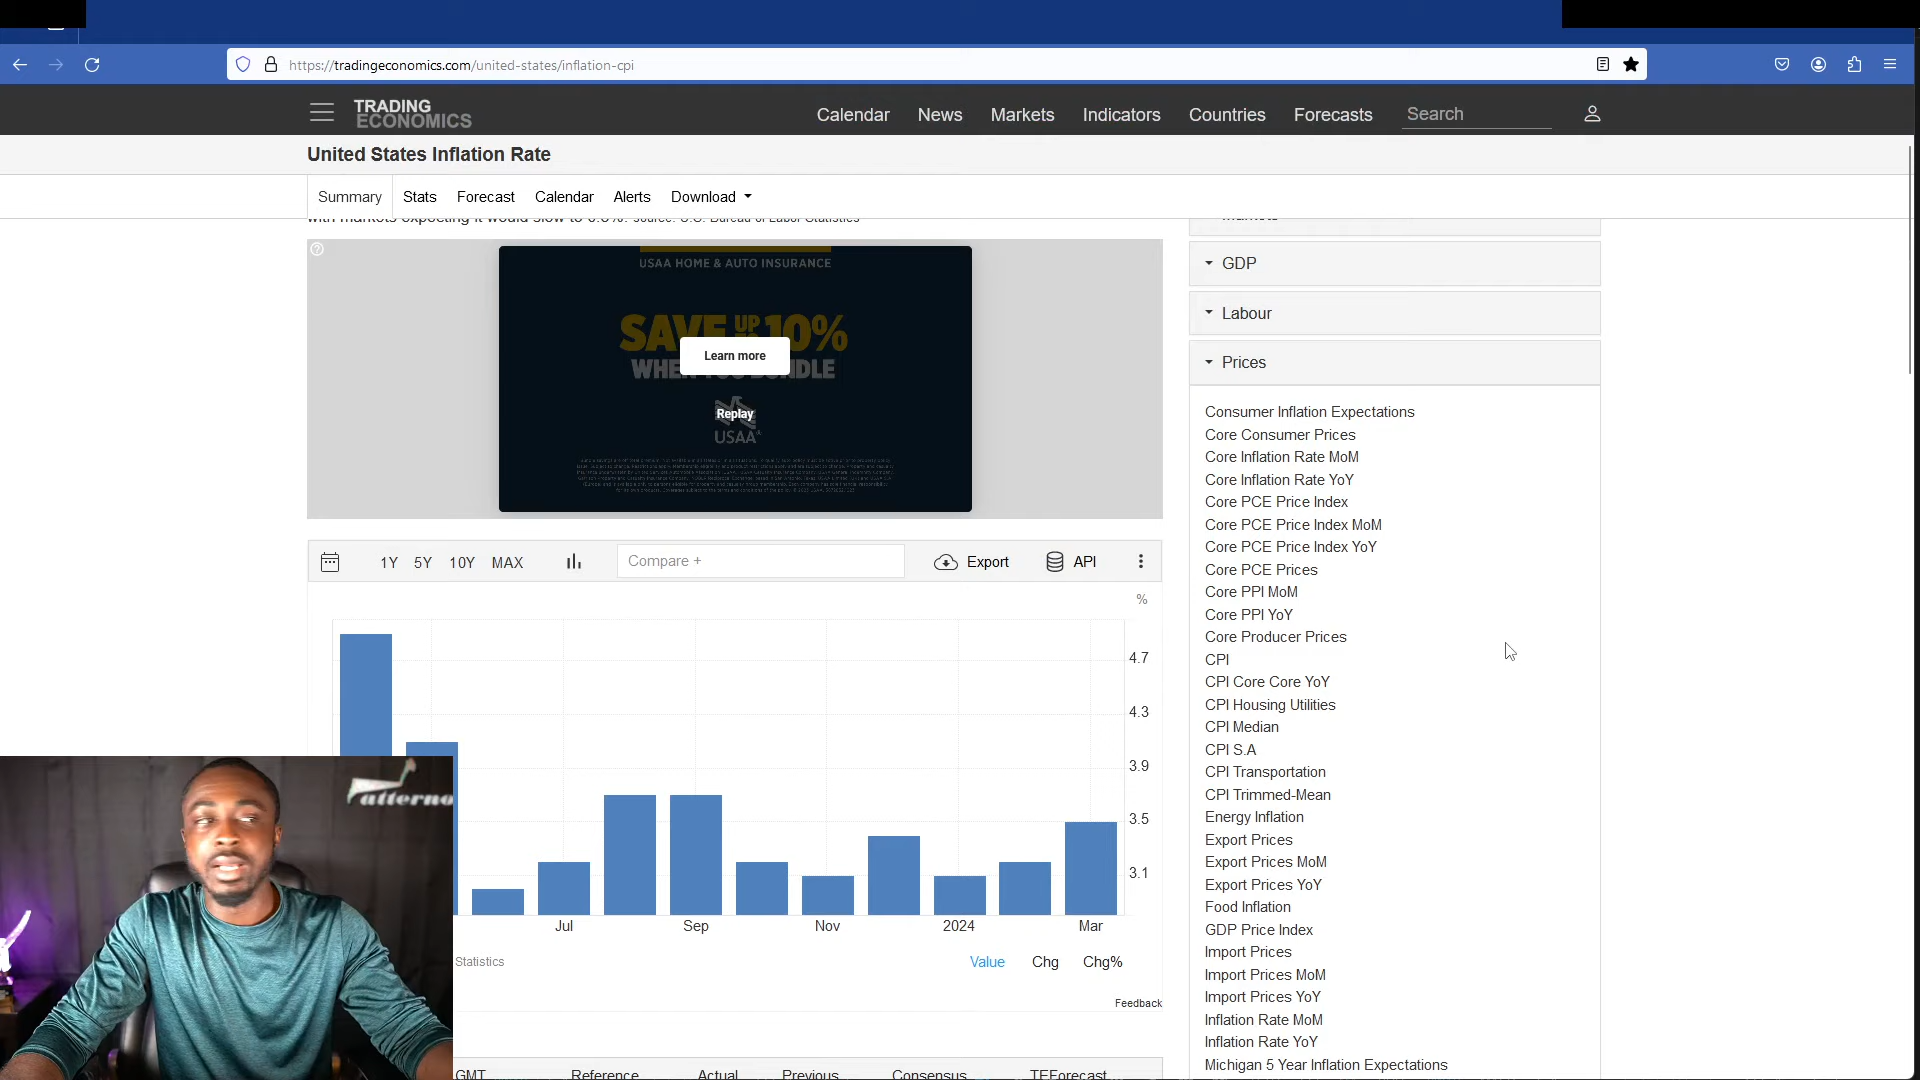 https://tradingeconomics.com/united-states/inflation-cpi
TRADING
ECONOMICS
Calendar
News
Markets
Indicators
Countries
Forecasts
Search
United States Inflation Rate
Summary
Stats
Forecast
Calendar
Alerts
Download
Source: U.S. Bureau of Labor Statistics
USAA HOME & AUTO INSURANCE
SAVE UP 10%
Learn more
Replay
USAA
1Y
5Y
10Y
MAX
Compare +
Export
API
%
4.7
4.3
3.9
3.5
3.1
Jul
Sep
Nov
2024
Mar
Statistics
Value
Chg
Chg%
Feedback
GMT
Reference
Actual
Previous
Consensus
TEForecast
GDP
Labour
Prices
Consumer Inflation Expectations
Core Consumer Prices
Core Inflation Rate MoM
Core Inflation Rate YoY
Core PCE Price Index
Core PCE Price Index MoM
Core PCE Price Index YoY
Core PCE Prices
Core PPI MoM
Core PPI YoY
Core Producer Prices
CPI
CPI Core Core YoY
CPI Housing Utilities
CPI Median
CPI S.A
CPI Transportation
CPI Trimmed-Mean
Energy Inflation
Export Prices
Export Prices MoM
Export Prices YoY
Food Inflation
GDP Price Index
Import Prices
Import Prices MoM
Import Prices YoY
Inflation Rate MoM
Inflation Rate YoY
Michigan 5 Year Inflation Expectations